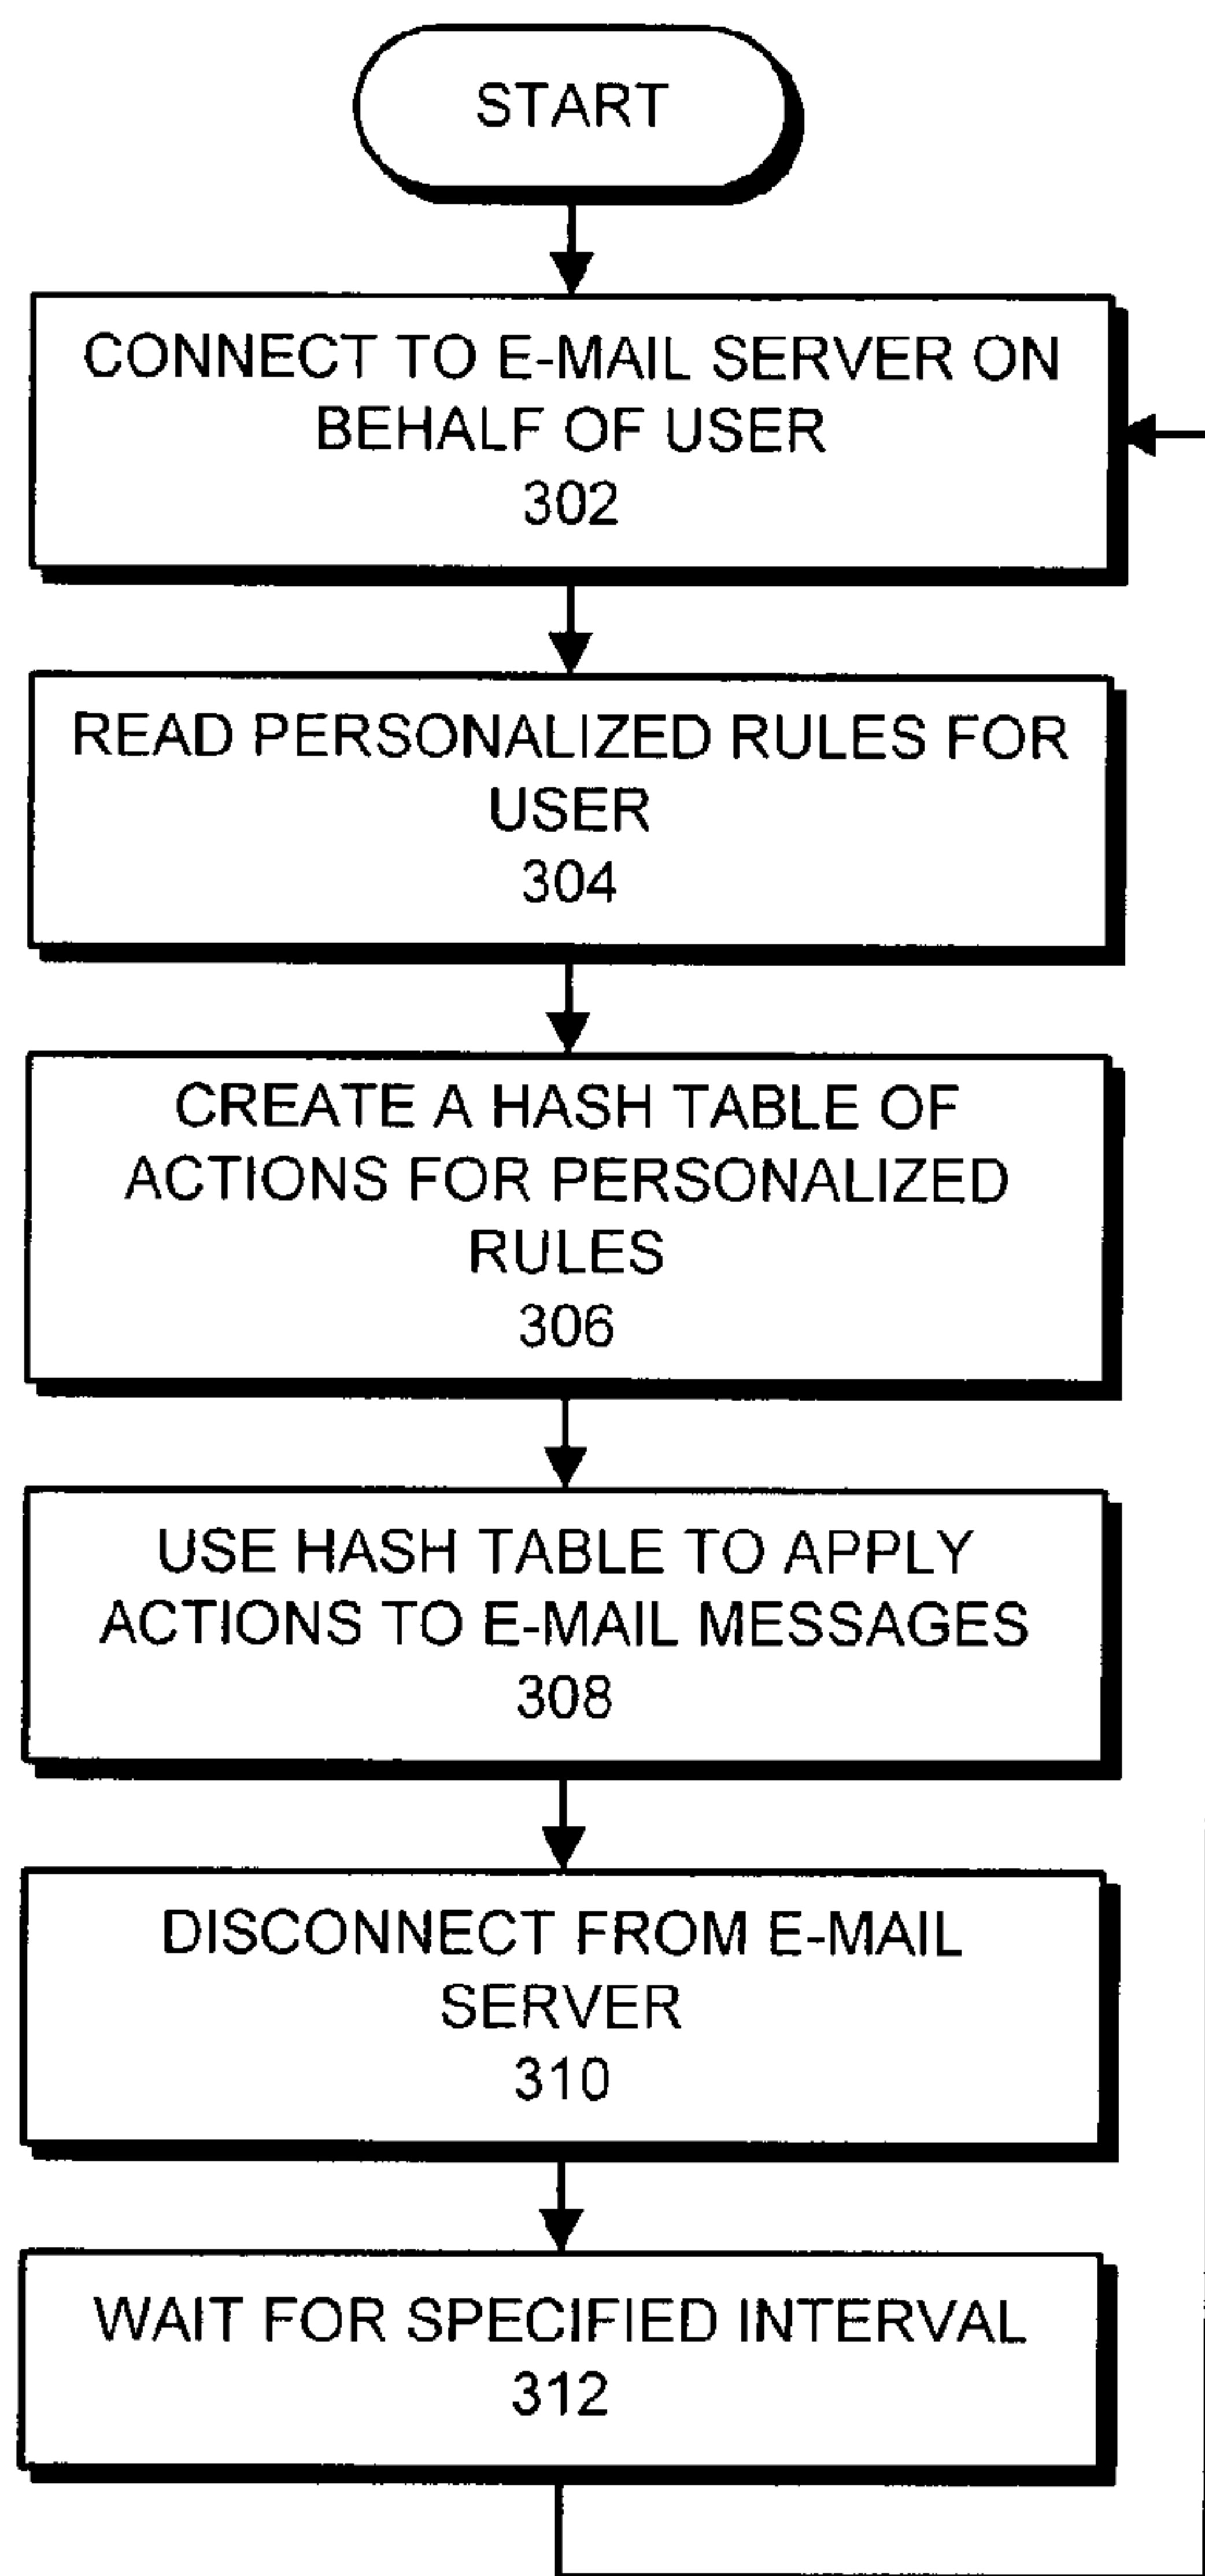 START
CONNECT TO E-MAIL SERVER ON
BEHALF OF USER
302
READ PERSONALIZED RULES FOR
USER
304
CREATE A HASH TABLE OF
ACTIONS FOR PERSONALIZED
RULES
306
USE HASH TABLE TO APPLY
ACTIONS TO E-MAIL MESSAGES
308
DISCONNECT FROM E-MAIL
SERVER
310
WAIT FOR SPECIFIED INTERVAL
312